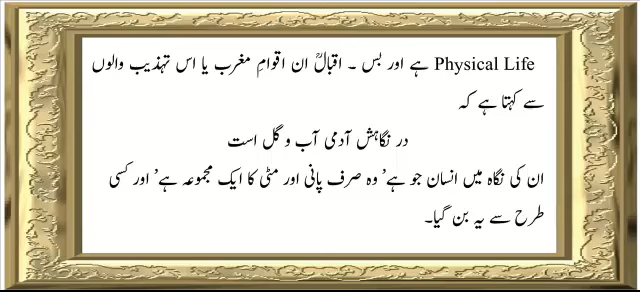 Physical Life ہے اور بس ۔ اقبالؒ ان اقوامِ مغرب یا اس تہذیب والوں
سے کہتا ہے کہ
در نگاہش آدمی آب و گل است
ان کی نگاہ میں انسان جو ہے’ وہ صرف پانی اور مٹی کا ایک مجموعہ ہے’ اور کسی
طرح سے یہ بن گیا۔